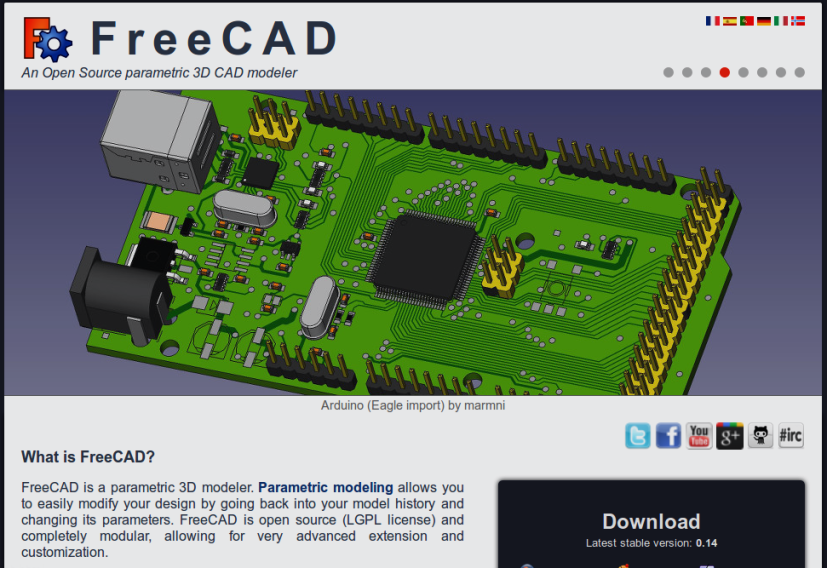 FreeCAD
An Open Source parametric 3D CAD modeler
Arduino (Eagle import) by marmni
You Tube g+ #irc
What is FreeCAD?
FreeCAD is a parametric 3D modeler. Parametric modeling allows you
to easily modify your design by going back into your model history and
changing its parameters. FreeCAD is open source (LGPL license) and
completely modular, allowing for very advanced extension and
customization.
Download
Latest stable version: 0.14